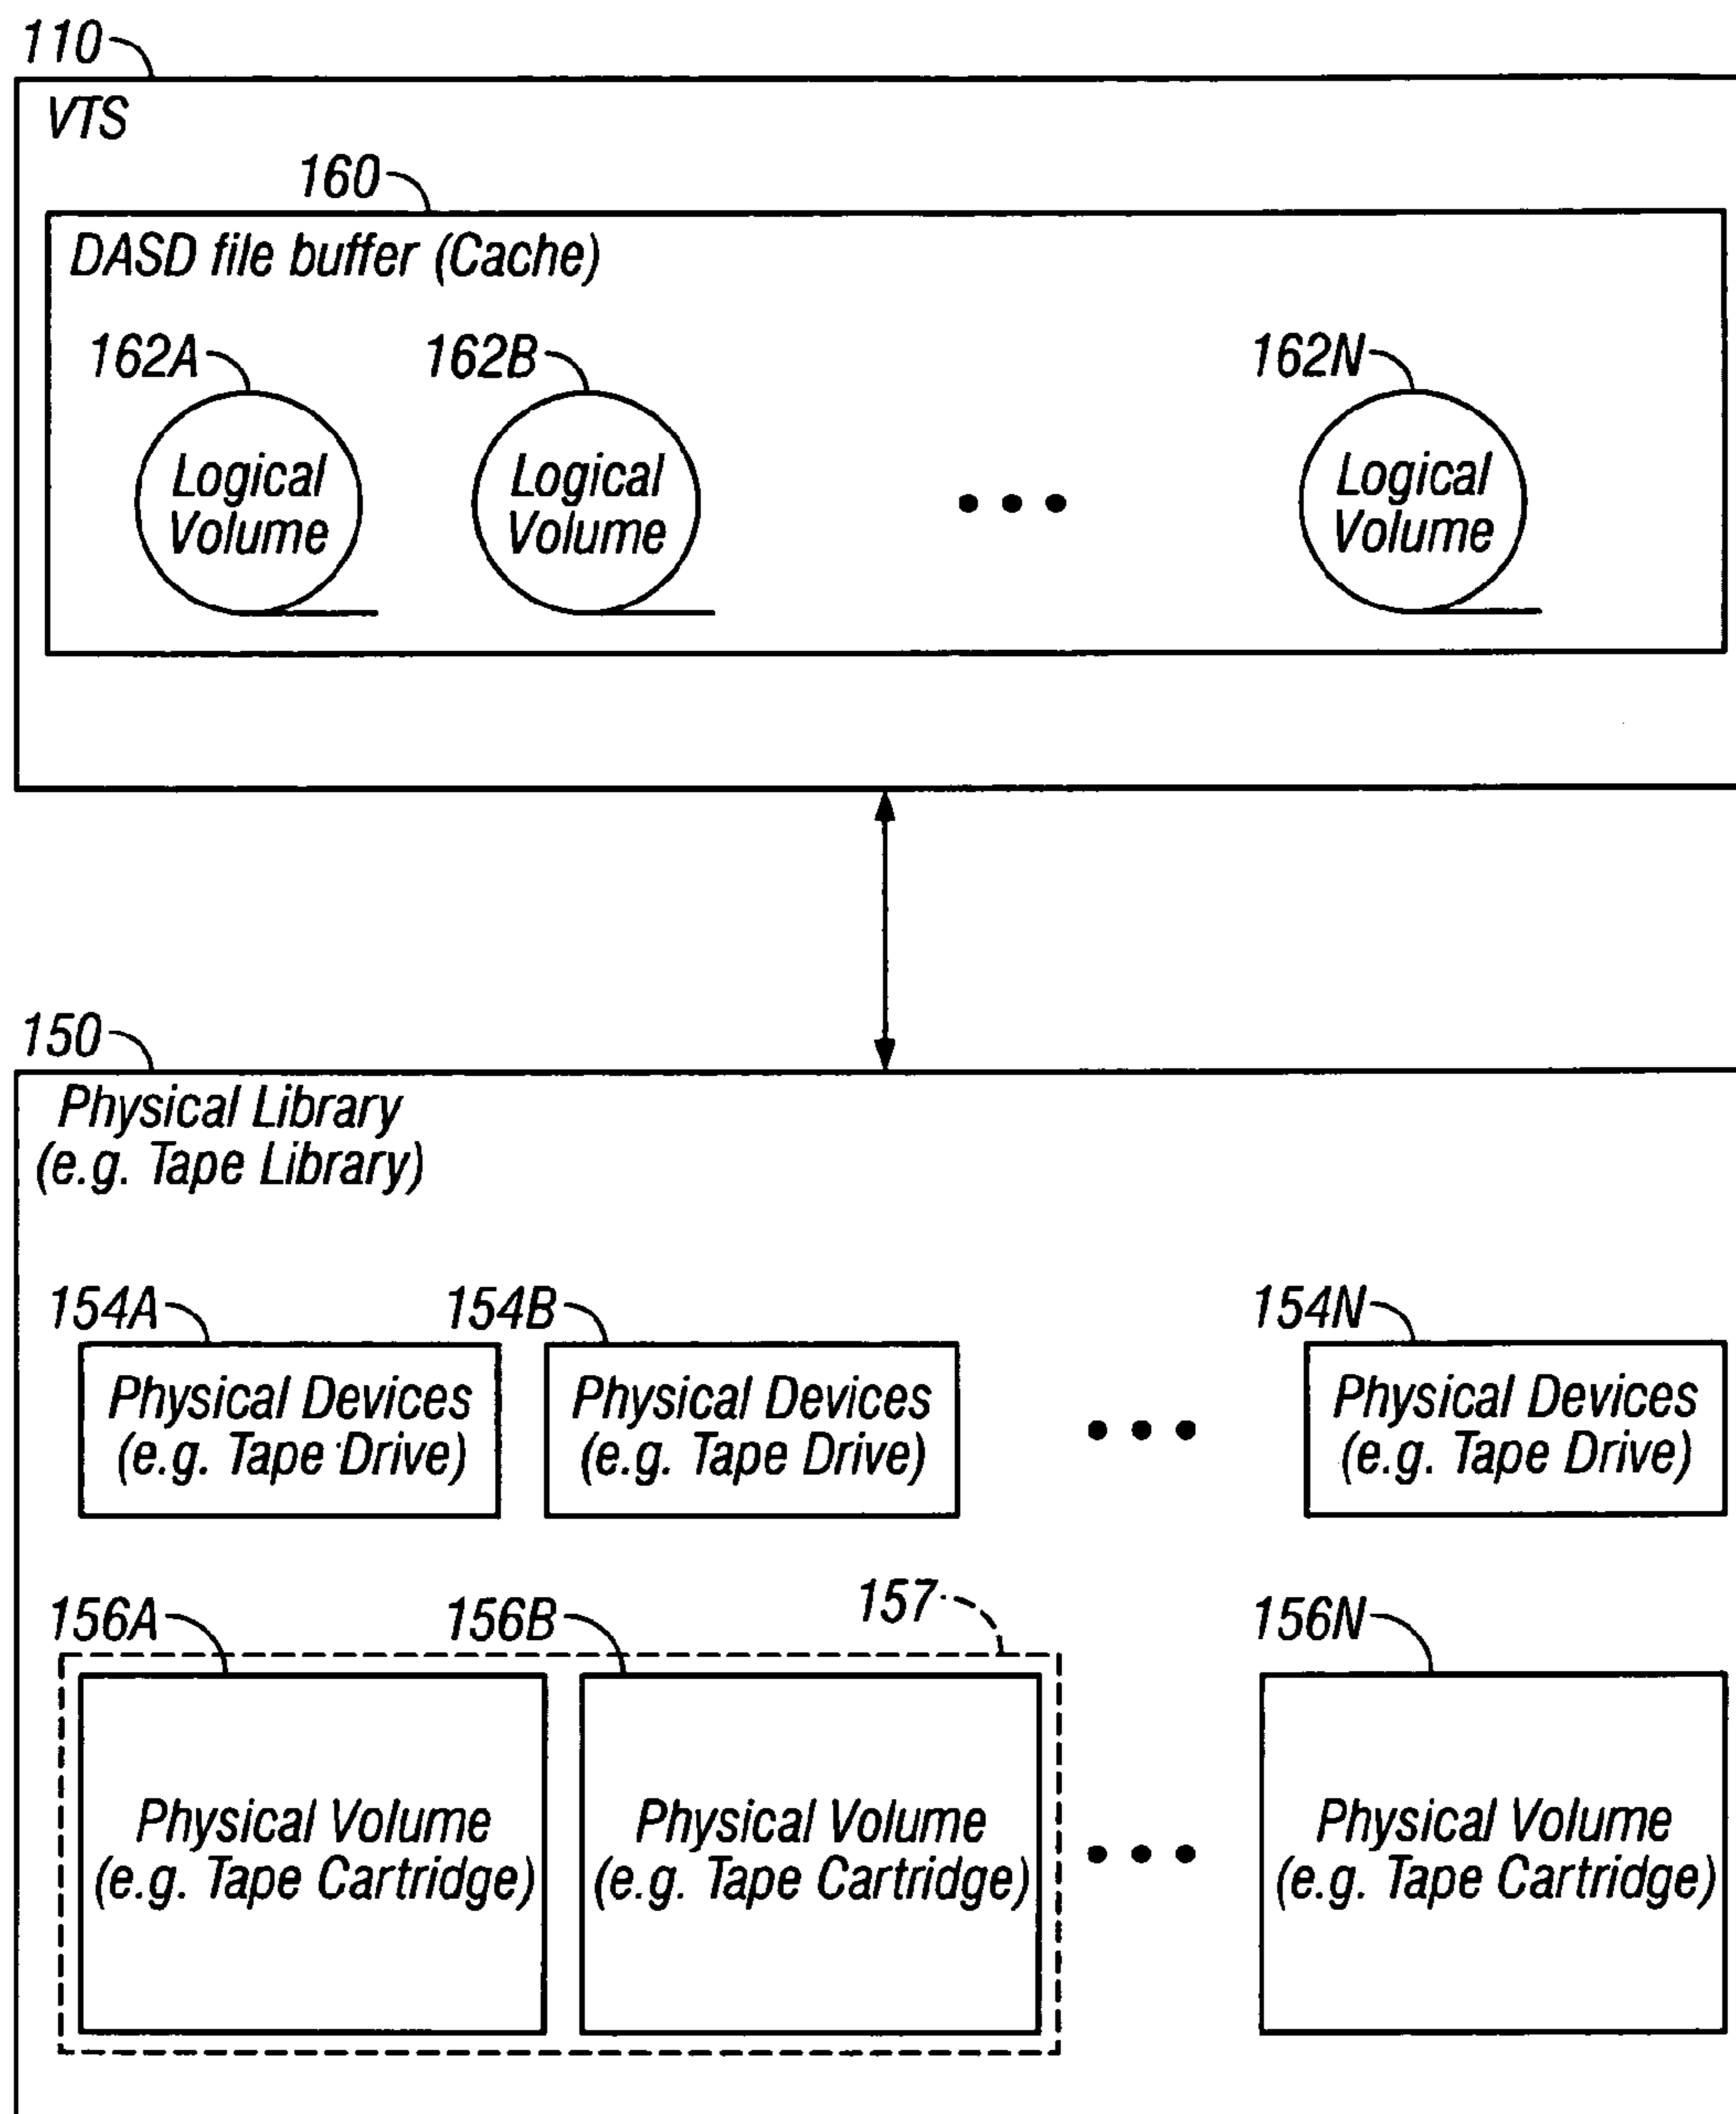 110
VTS
160
DASD file buffer (Cache)
162A
162B
162N
Logical
Volume
Logical
Volume
Logical
Volume
150
Physical Library
(e.g. Tape Library)
154A
154B
154N
Physical Devices
(e.g. Tape Drive)
Physical Devices
(e.g. Tape Drive)
Physical Devices
(e.g. Tape Drive)
156A
156B
157
156N
Physical Volume
(e.g. Tape Cartridge)
Physical Volume
(e.g. Tape Cartridge)
Physical Volume
(e.g. Tape Cartridge)